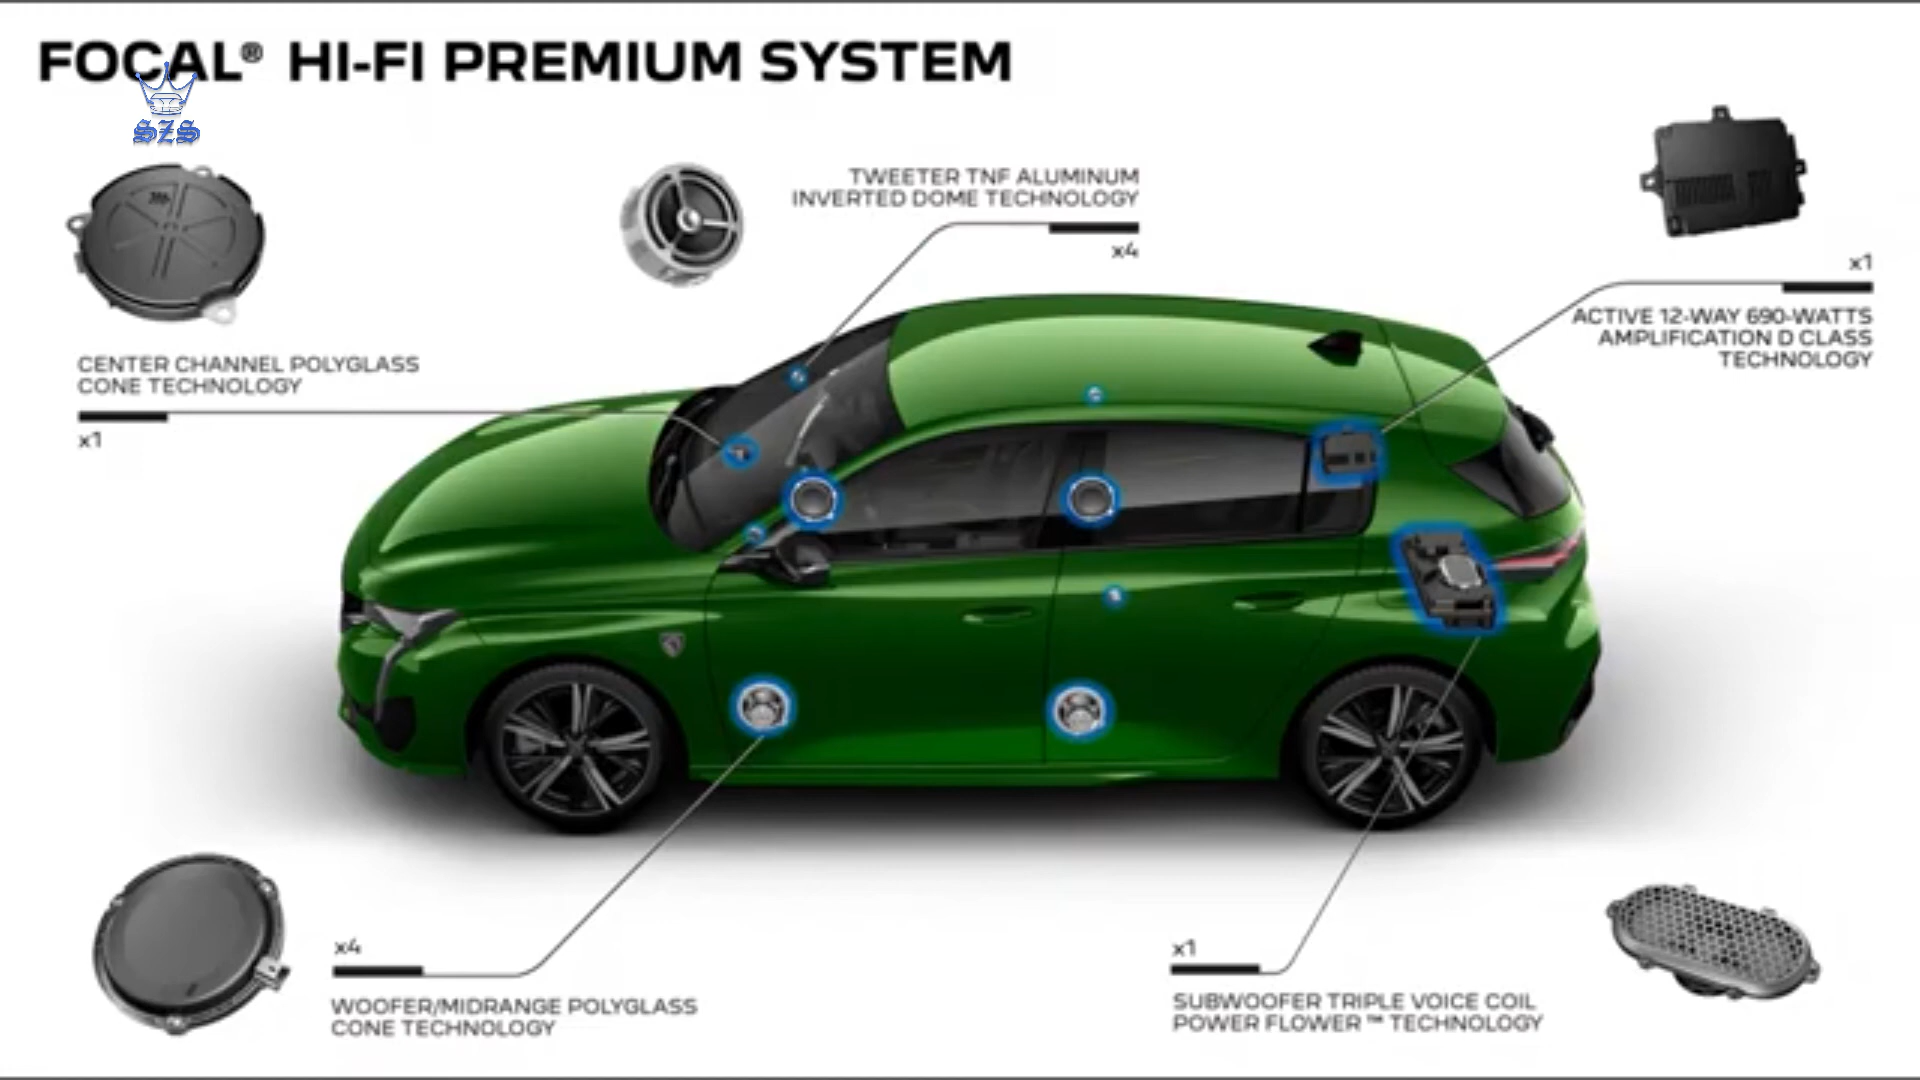 FOCAL® HI-FI PREMIUM SYSTEM
SZS
TWEETER TNF ALUMINUM
INVERTED DOME TECHNOLOGY
x4
x1
ACTIVE 12-WAY 690-WATTS
AMPLIFICATION D CLASS
TECHNOLOGY
CENTER CHANNEL POLYGLASS
CONE TECHNOLOGY
x1
x4
WOOFER/MIDRANGE POLYGLASS
CONE TECHNOLOGY
x1
SUBWOOFER TRIPLE VOICE COIL
POWER FLOWER™ TECHNOLOGY